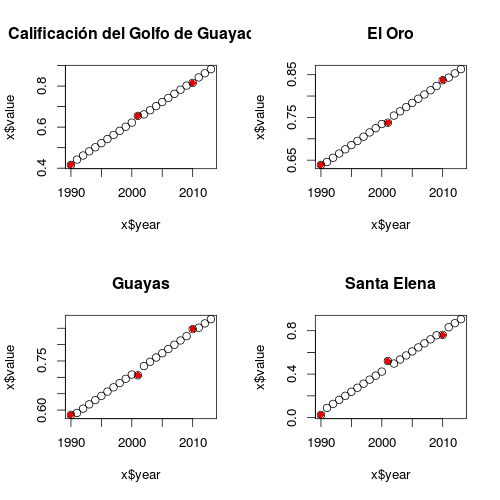 Calificación del Golfo de Guayac
El Oro
x$value
0.4 0.6 0.8
1990 2000 2010
x$year
x$value
0.65 0.75 0.85
1990 2000 2010
x$year
Guayas
Santa Elena
x$value
0.60 0.75
1990 2000 2010
x$year
x$value
0.0 0.4 0.8
1990 2000 2010
x$year